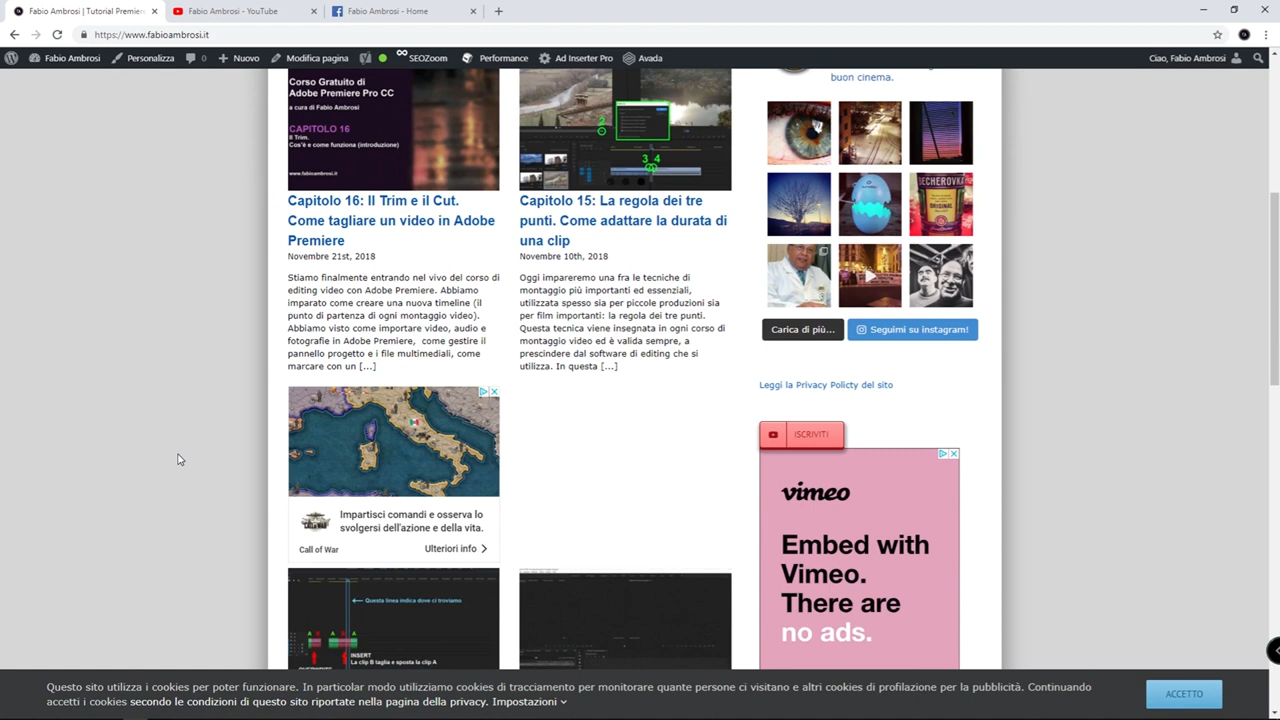 Fabio Ambrosi | Tutorial Premier
Fabio Ambrosi - YouTube
Fabio Ambrosi - Home
https://www.fabioambrosi.it
Fabio Ambrosi
Personalizza
0
Nuovo
Modifica pagina
SEOZoom
Performance
Ad Inserter Pro
Avada
Ciao, Fabio Ambrosi
Corso Gratuito di
Adobe Premiere Pro CC
a cura di Fabio Ambrosi
CAPITOLO 16
Il Trim.
Cos'è e come funziona (introduzione)
www.fabioambrosi.it
2
3 4
Capitolo 16: Il Trim e il Cut.
Come tagliare un video in Adobe
Premiere
Novembre 21st, 2018
Stiamo finalmente entrando nel vivo del corso di
editing video con Adobe Premiere. Abbiamo
imparato come creare una nuova timeline (il
punto di partenza di ogni montaggio video).
Abbiamo visto come importare video, audio e
fotografie in Adobe Premiere, come gestire il
pannello progetto e i file multimediali, come
marcare con un [...]
Capitolo 15: La regola dei tre
punti. Come adattare la durata di
una clip
Novembre 10th, 2018
Oggi impareremo una fra le tecniche di
montaggio più importanti ed essenziali,
utilizzata spesso sia per piccole produzioni sia
per film importanti: la regola dei tre punti.
Questa tecnica viene insegnata in ogni corso di
montaggio video ed è valida sempre, a
prescindere dal software di editing che si
utilizza. In questa [...]
Impartisci comandi e osserva lo
svolgersi dell'azione e della vita.
Call of War
Ulteriori info
Questa linea indica dove ci troviamo
A B A B A
INSERT
La clip B taglia e sposta la clip A
OVERWRITE
buon cinema.
BECHEROVKA
ORIGINAL
Carica di più...
Seguimi su instagram!
Leggi la Privacy Policty del sito
ISCRIVITI
vimeo
Embed with
Vimeo.
There are
no ads.
Questo sito utilizza i cookies per poter funzionare. In particolar modo utilizziamo cookies di tracciamento per monitorare quante persone ci visitano e altri cookies di profilazione per la pubblicità. Continuando
accetti i cookies secondo le condizioni di questo sito riportate nella pagina della privacy. Impostazioni
ACCETTO